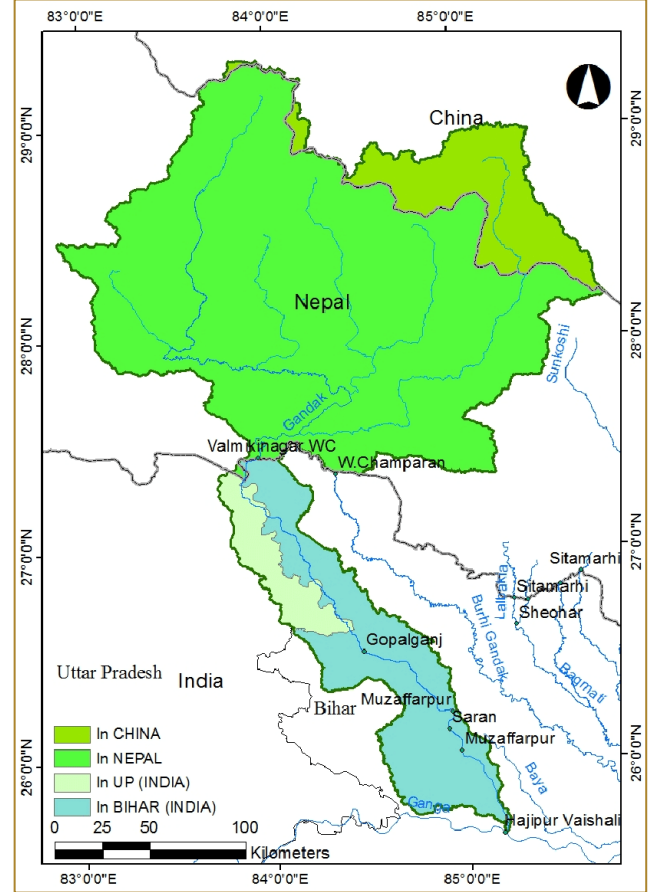 83°0'0"E 84°0'0"E 85°0'0"E
29°0'0"N
29°0'0"N
China
Nepal
28°0'0"N
28°0'0"N
Sunkoshi
Gandak
Valmikinagar WC
W.Champaran
27°0'0"N
27°0'0"N
Sitamarhi
Lalbakia
Sitamarhi
Sheohar
Burhi Gandak
Bagmati
Gopalganj
Uttar Pradesh
India
Muzaffarpur
Bihar
Saran
Muzaffarpur
26°0'0"N
26°0'0"N
Baya
Ganga
Hajipur Vaishali
In CHINA
In NEPAL
In UP (INDIA)
In BIHAR (INDIA)
0 25 50 100
Kilometers
83°0'0"E 84°0'0"E 85°0'0"E